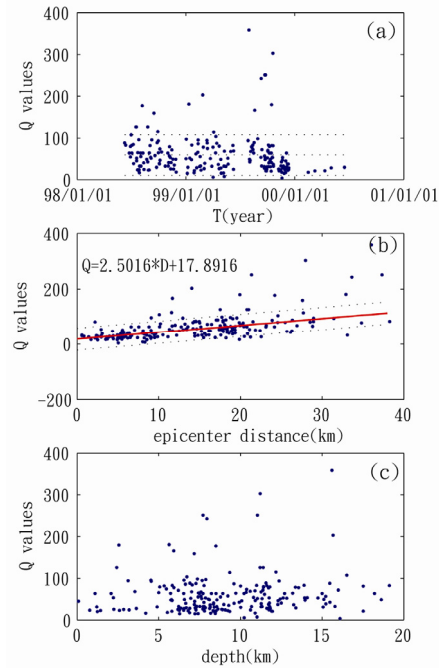 (a)
400
300
200
100
0
Q values
98/01/01 99/01/01 00/01/01 01/01/01
T(year)
(b)
Q=2.5016*D+17.8916
400
200
0
-200
Q values
0 10 20 30 40
epicenter distance(km)
(c)
400
300
200
100
0
Q values
0 5 10 15 20
depth(km)